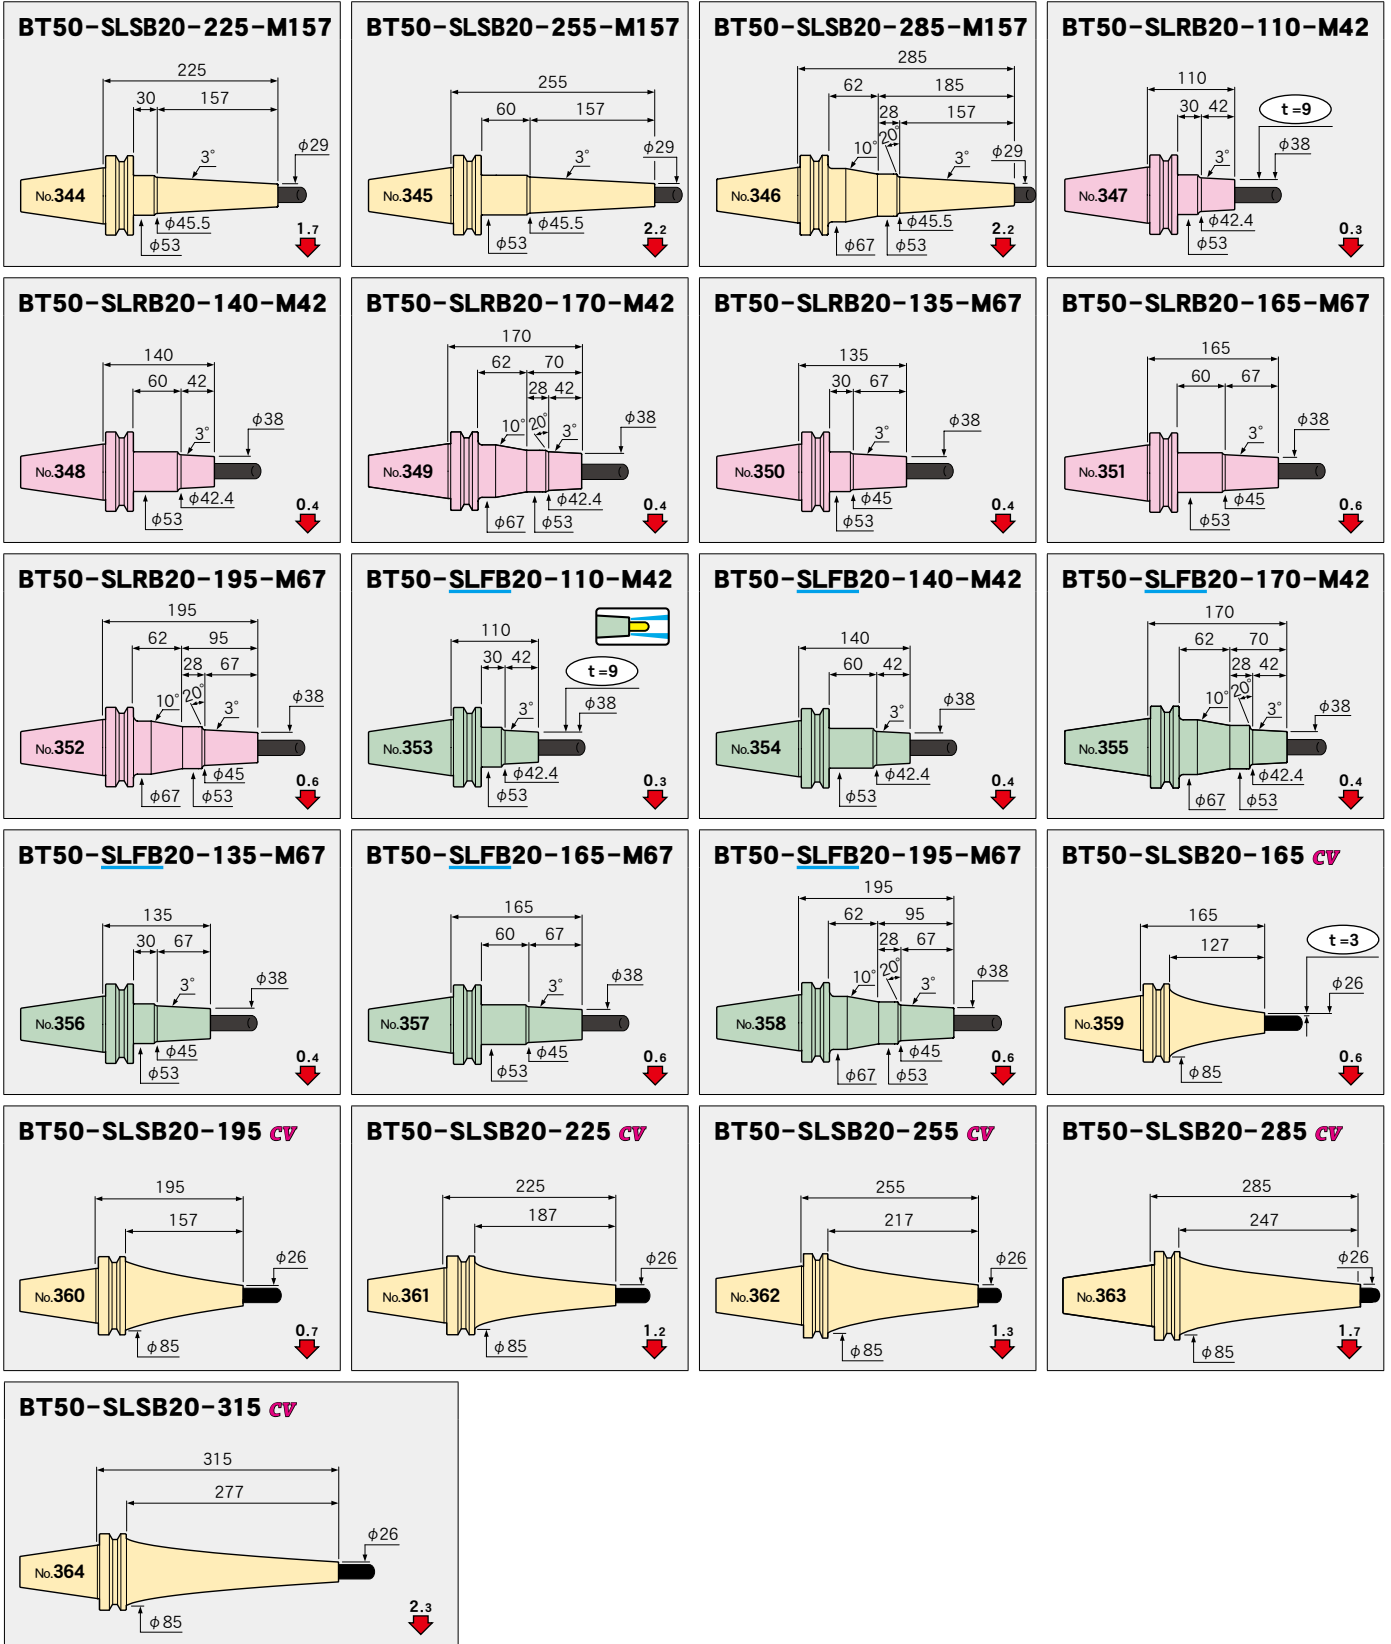 BT50-SLSB20-225-M157
225
30 157
3°
φ29
No.344
φ45.5
φ53
1.7
BT50-SLSB20-255-M157
255
60 157
3°
φ29
No.345
φ45.5
φ53
2.2
BT50-SLSB20-285-M157
285
62 185
28 157
10° 20° 3° φ29
No.346
φ45.5
φ67 φ53
2.2
BT50-SLRB20-110-M42
110
30 42 t=9
3° φ38
No.347
φ42.4
φ53
0.3
BT50-SLRB20-140-M42
140
60 42
3° φ38
No.348
φ42.4
φ53
0.4
BT50-SLRB20-170-M42
170
62 70
28 42
10° 20° 3° φ38
No.349
φ42.4
φ67 φ53
0.4
BT50-SLRB20-135-M67
135
30 67
3° φ38
No.350
φ45
φ53
0.4
BT50-SLRB20-165-M67
165
60 67
3° φ38
No.351
φ45
φ53
0.6
BT50-SLRB20-195-M67
195
62 95
28 67
10° 20° 3° φ38
No.352
φ45
φ67 φ53
0.6
BT50-SLFB20-110-M42
110
30 42 t=9
3° φ38
No.353
φ42.4
φ53
0.3
BT50-SLFB20-140-M42
140
60 42
3° φ38
No.354
φ42.4
φ53
0.4
BT50-SLFB20-170-M42
170
62 70
28 42
10° 20° 3° φ38
No.355
φ42.4
φ67 φ53
0.4
BT50-SLFB20-135-M67
135
30 67
3° φ38
No.356
φ45
φ53
0.4
BT50-SLFB20-165-M67
165
60 67
3° φ38
No.357
φ45
φ53
0.6
BT50-SLFB20-195-M67
195
62 95
28 67
10° 20° 3° φ38
No.358
φ45
φ67 φ53
0.6
BT50-SLSB20-165 CV
165
127 t=3
φ26
No.359
φ85
0.6
BT50-SLSB20-195 CV
195
157
φ26
No.360
φ85
0.7
BT50-SLSB20-225 CV
225
187
φ26
No.361
φ85
1.2
BT50-SLSB20-255 CV
255
217
φ26
No.362
φ85
1.3
BT50-SLSB20-285 CV
285
247
φ26
No.363
φ85
1.7
BT50-SLSB20-315 CV
315
277
φ26
No.364
φ85
2.3